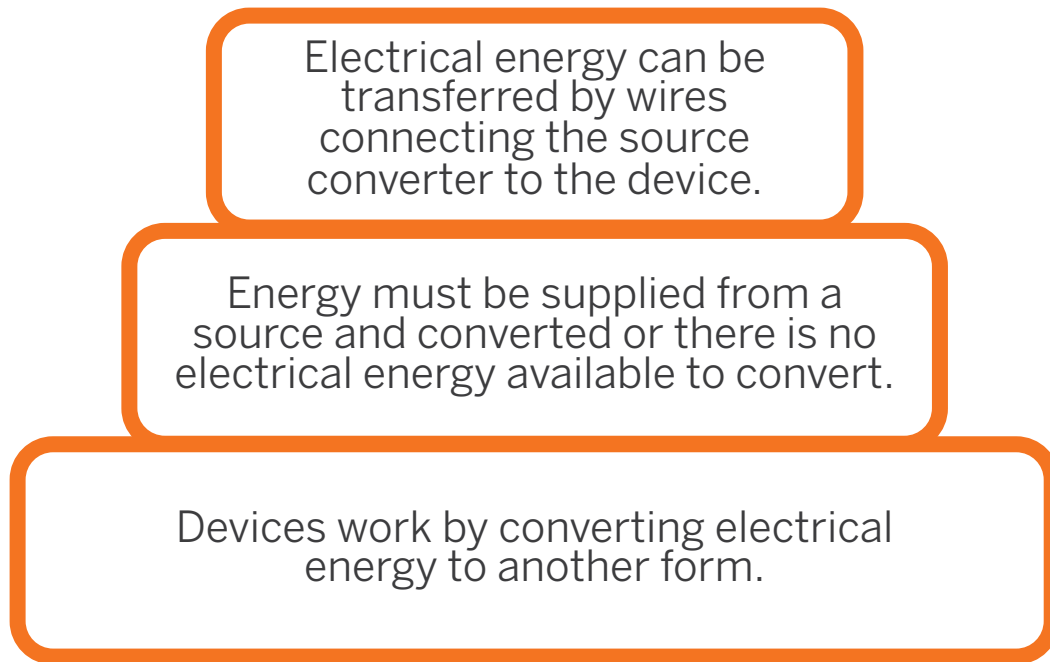 Electrical energy can be
transferred by wires
connecting the source
converter to the device.
Energy must be supplied from a
source and converted or there is no
electrical energy available to convert.
Devices work by converting electrical
energy to another form.